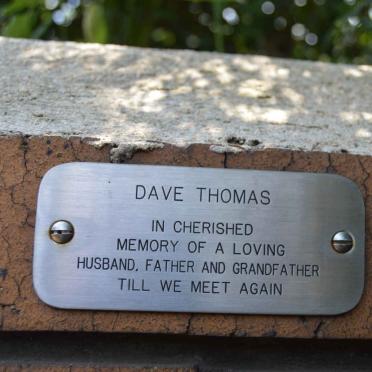 DAVE THOMAS
IN CHERISHED
MEMORY OF A LOVING
HUSBAND, FATHER AND GRANDFATHER
TILL WE MEET AGAIN